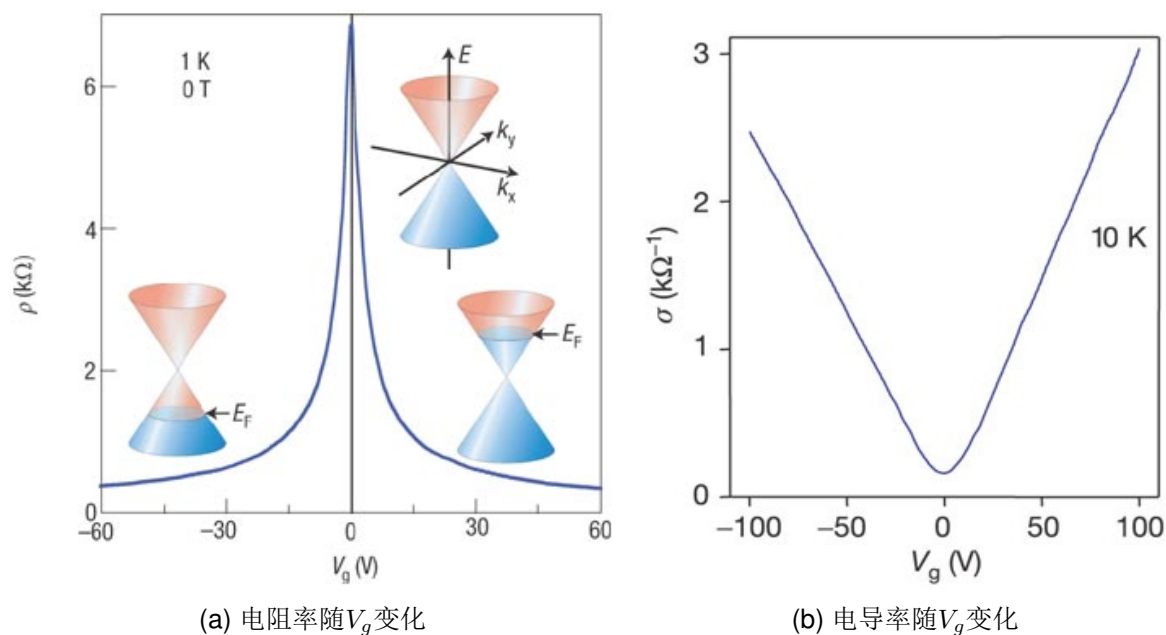 1 K
0 T
E
k_y
k_x
E_F
E_F
ρ (kΩ)
6
4
2
0
−60
−30
0
30
60
V_g (V)
(a) 电阻率随V_g变化
σ (kΩ⁻¹)
3
2
1
0
10 K
−100
−50
0
50
100
V_g (V)
(b) 电导率随V_g变化